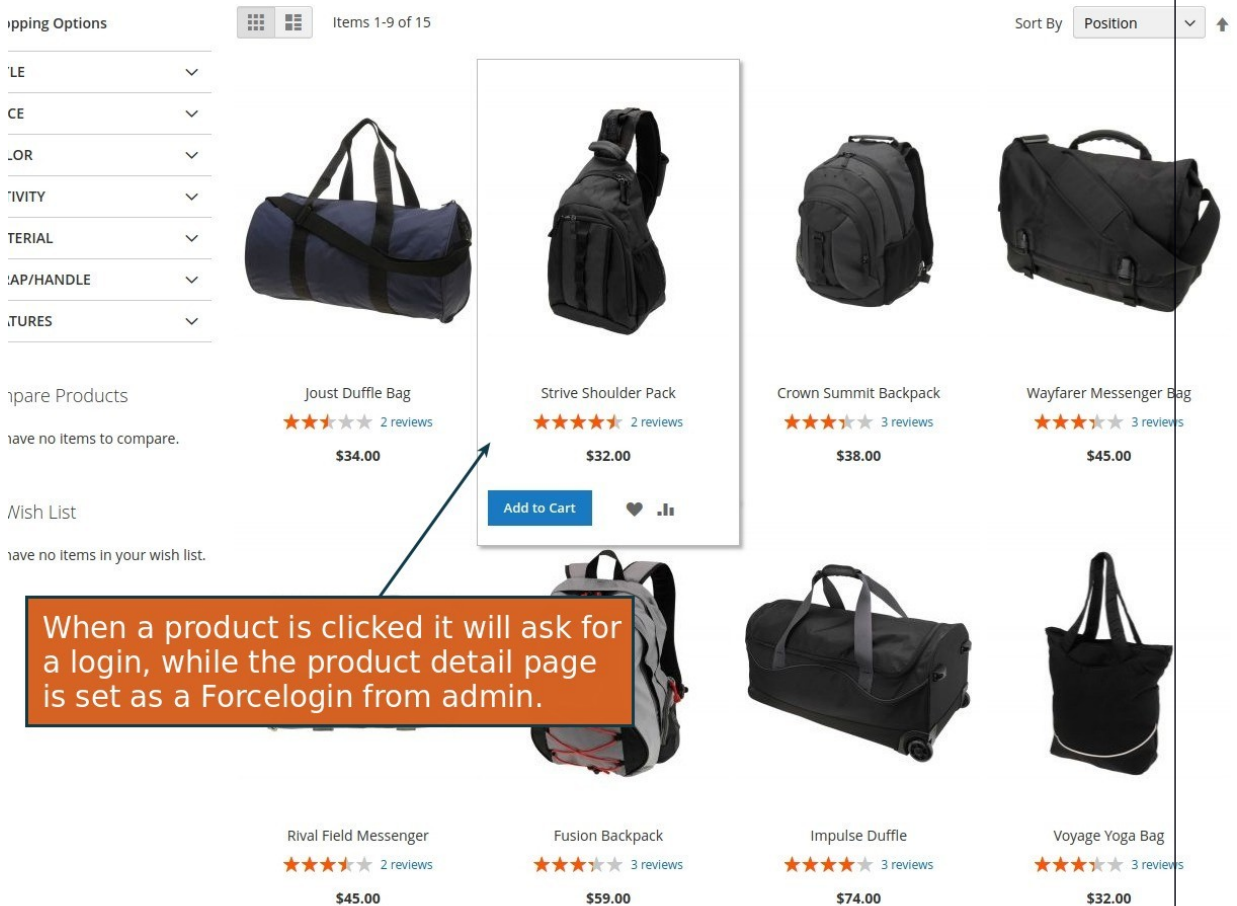 opping Options
Items 1-9 of 15
Sort By Position
LE
CE
LOR
IVITY
TERIAL
RAP/HANDLE
TURES
Joust Duffle Bag
2 reviews
$34.00
Strive Shoulder Pack
2 reviews
$32.00
Add to Cart
Crown Summit Backpack
3 reviews
$38.00
Wayfarer Messenger Bag
3 reviews
$45.00
npare Products
have no items to compare.
Wish List
have no items in your wish list.
When a product is clicked it will ask for
a login, while the product detail page
is set as a Forcelogin from admin.
Rival Field Messenger
2 reviews
$45.00
Fusion Backpack
3 reviews
$59.00
Impulse Duffle
3 reviews
$74.00
Voyage Yoga Bag
3 reviews
$32.00